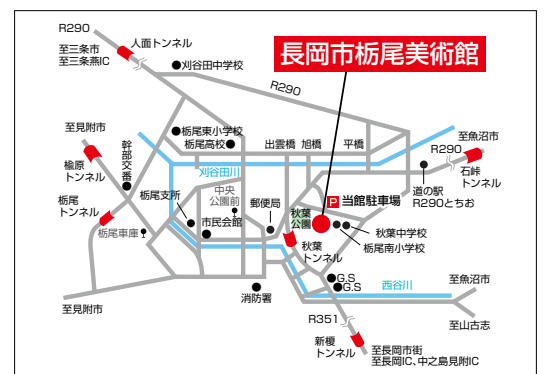 R290
至三条市
至三条燕IC
人面トンネル
刈谷田中学校
長岡市栃尾美術館
R290
至見附市
幹部交番
栃尾東小学校
栃尾高校
出雲橋
旭橋
平橋
至魚沼市
R290
楡原
トンネル
刈谷田川
石峠
トンネル
道の駅
R290とちお
栃尾
トンネル
栃尾支所
中央
公園前
郵便局
P 当館駐車場
秋葉
公園
秋葉中学校
栃尾南小学校
栃尾車庫
市民会館
秋葉
トンネル
G.S
G.S
西谷川
至魚沼市
至見附市
消防署
R351
至山古志
新榎
トンネル
至長岡市街
至長岡IC、中之島見附IC